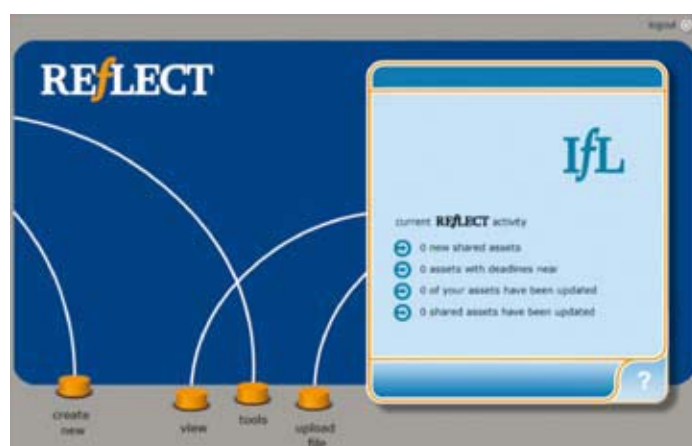 logout
REfLECT
IfL
current REfLECT activity
0 new shared assets
0 assets with deadlines near
0 of your assets have been updated
0 shared assets have been updated
?
create
new
view
tools
upload
file